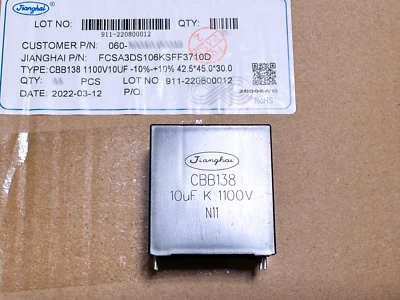 Jianghai
LOT NO:
QTY:
911-220800012
CUSTOMER P/N: 060-
JIANGHAI P/N: FCSA3DS106KSFF3710D
TYPE:CBB138 1100V10UF -10%-+10% 42.5*45.0*30.0
QTY: PCS LOT NO: 911-220800012
DATE: 2022-03-12 P/O:
RoHS
Jianghai
CBB138
10uF K 1100V
N11